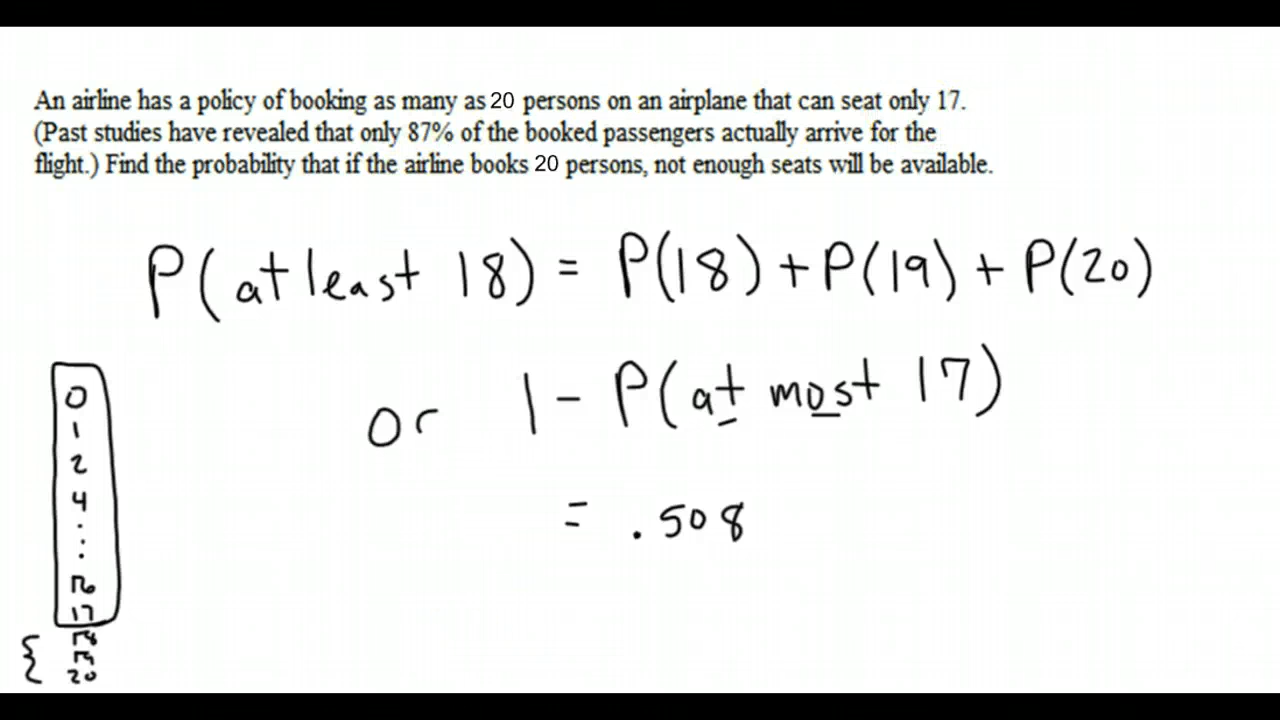 An airline has a policy of booking as many as 20 persons on an airplane that can seat only 17.
(Past studies have revealed that only 87% of the booked passengers actually arrive for the
flight.) Find the probability that if the airline books 20 persons, not enough seats will be available.
P(at least 18) = P(18) + P(19) + P(20)
or 1 - P(at most 17)
= .508
0
1
2
4
:
:
16
17
{ 18
19
20